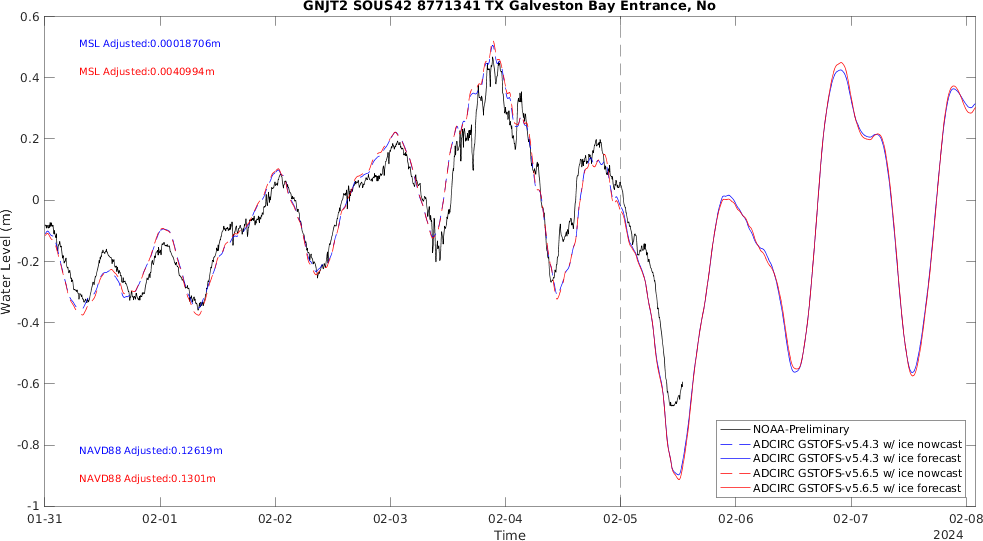 GNJT2 SOUS42 8771341 TX Galveston Bay Entrance, No
MSL Adjusted:0.00018706m
MSL Adjusted:0.0040994m
NAVD88 Adjusted:0.12619m
NAVD88 Adjusted:0.1301m
Water Level (m)
0.6
0.4
0.2
0
-0.2
-0.4
-0.6
-0.8
-1
NOAA-Preliminary
ADCIRC GSTOFS-v5.4.3 w/ ice nowcast
ADCIRC GSTOFS-v5.4.3 w/ ice forecast
ADCIRC GSTOFS-v5.6.5 w/ ice nowcast
ADCIRC GSTOFS-v5.6.5 w/ ice forecast
01-31 02-01 02-02 02-03 02-04 02-05 02-06 02-07 02-08
2024
Time